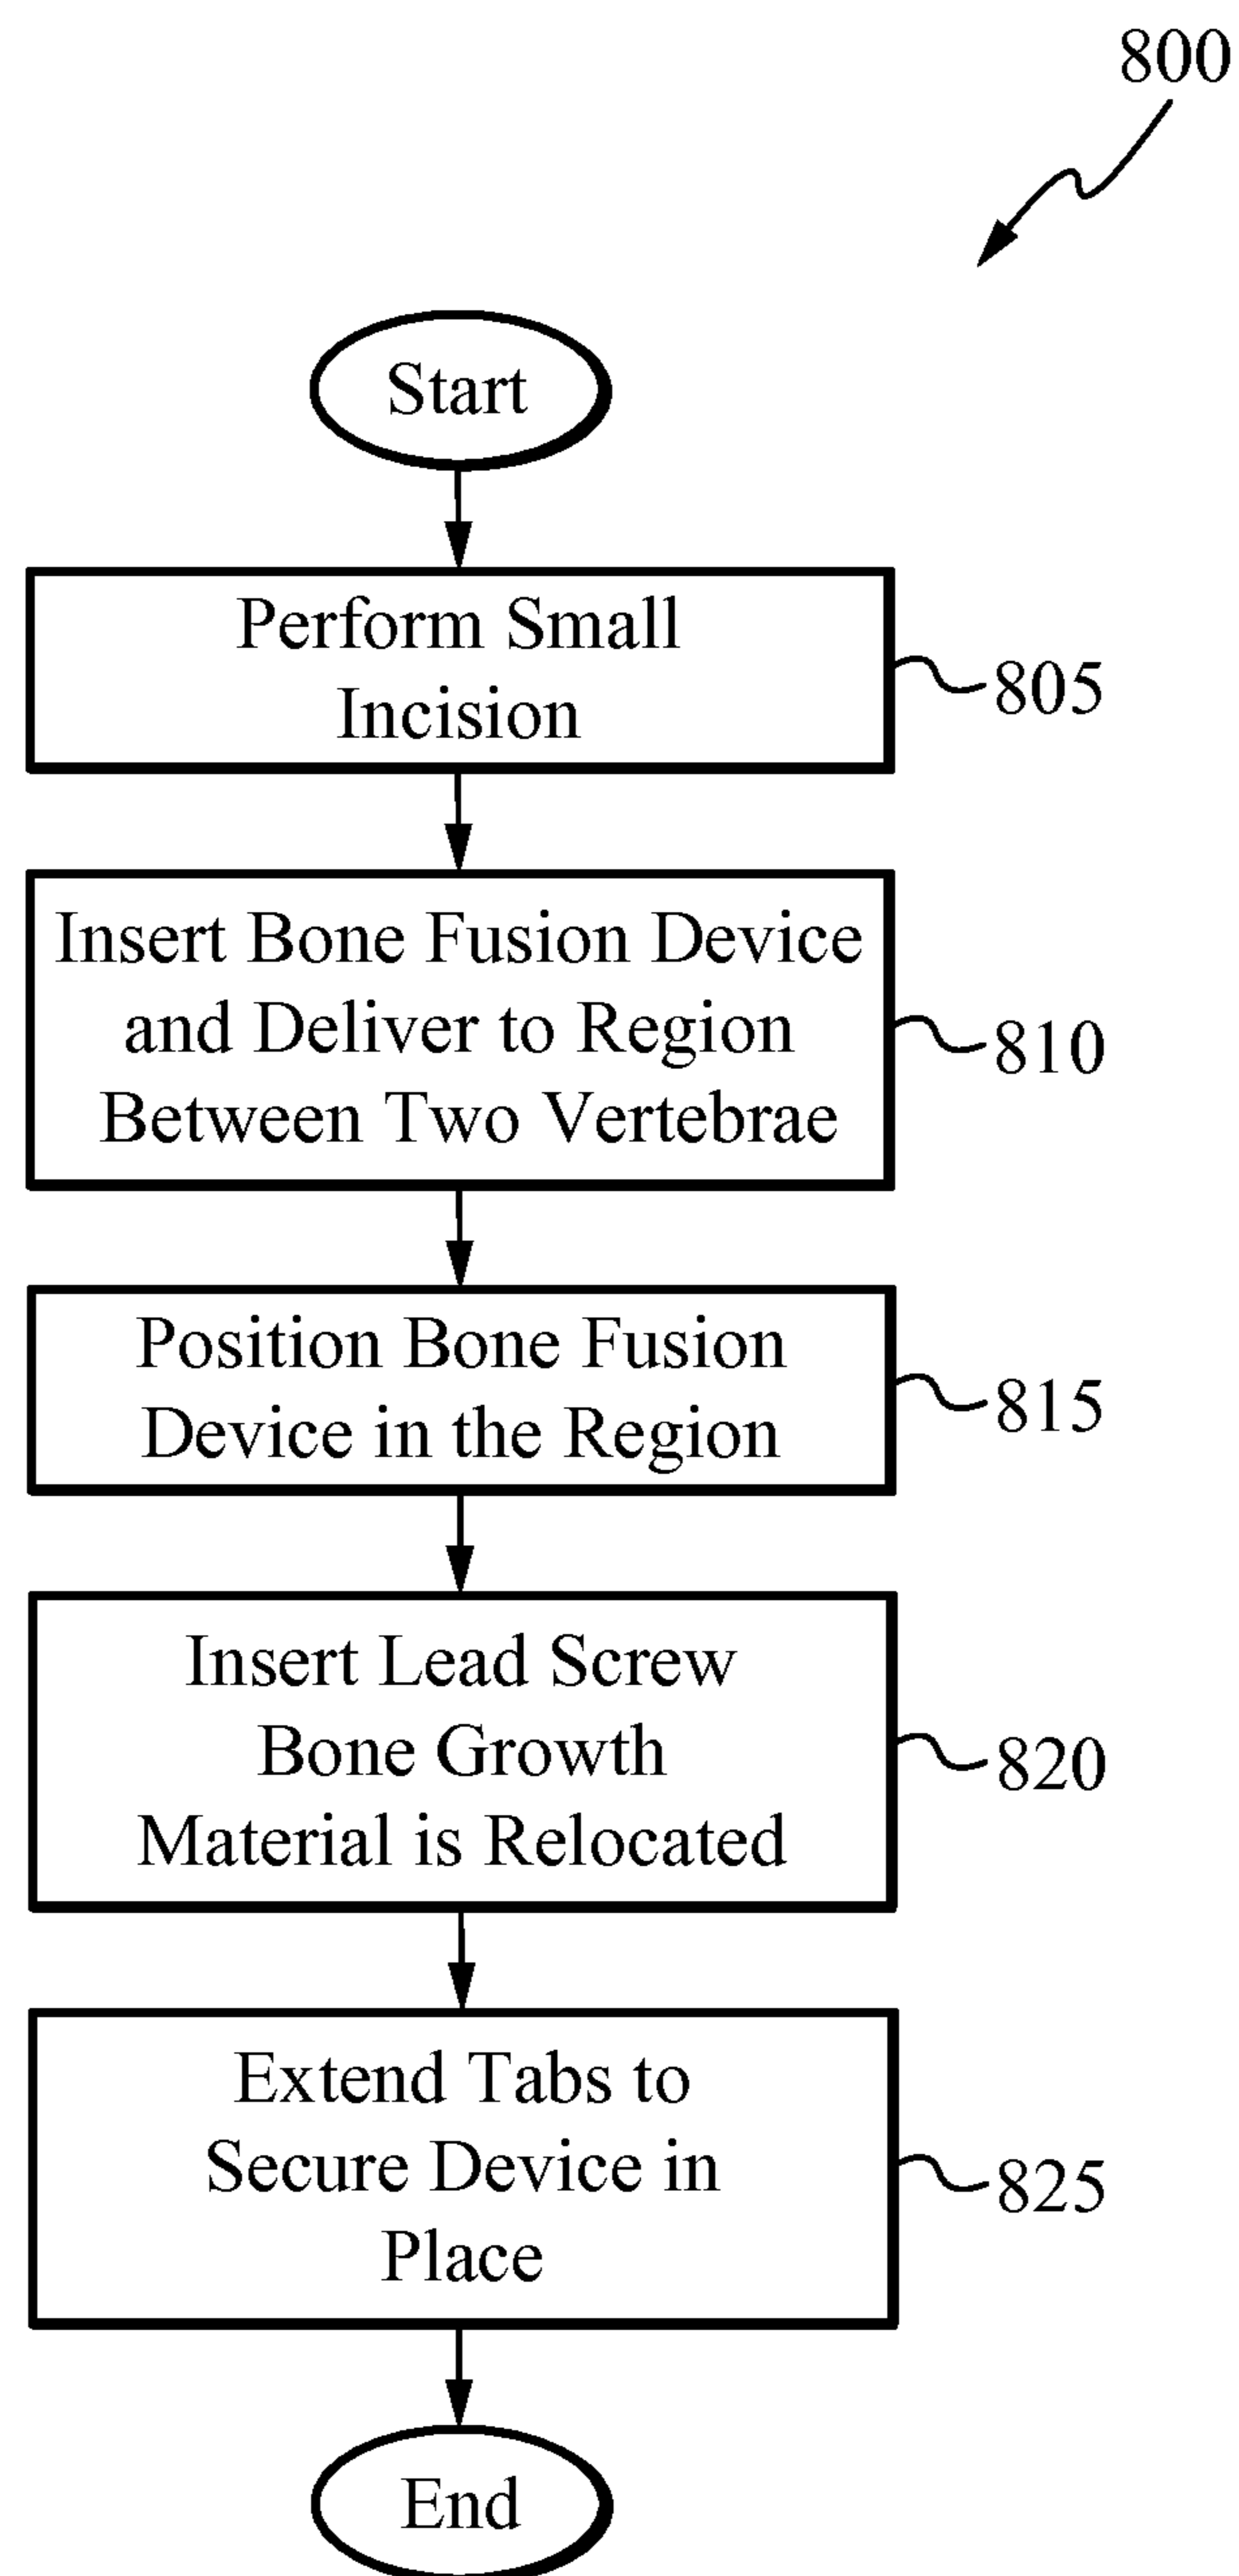 800
Start
Perform Small
Incision
805
Insert Bone Fusion Device
and Deliver to Region
Between Two Vertebrae
810
Position Bone Fusion
Device in the Region
815
Insert Lead Screw
Bone Growth
Material is Relocated
820
Extend Tabs to
Secure Device in
Place
825
End